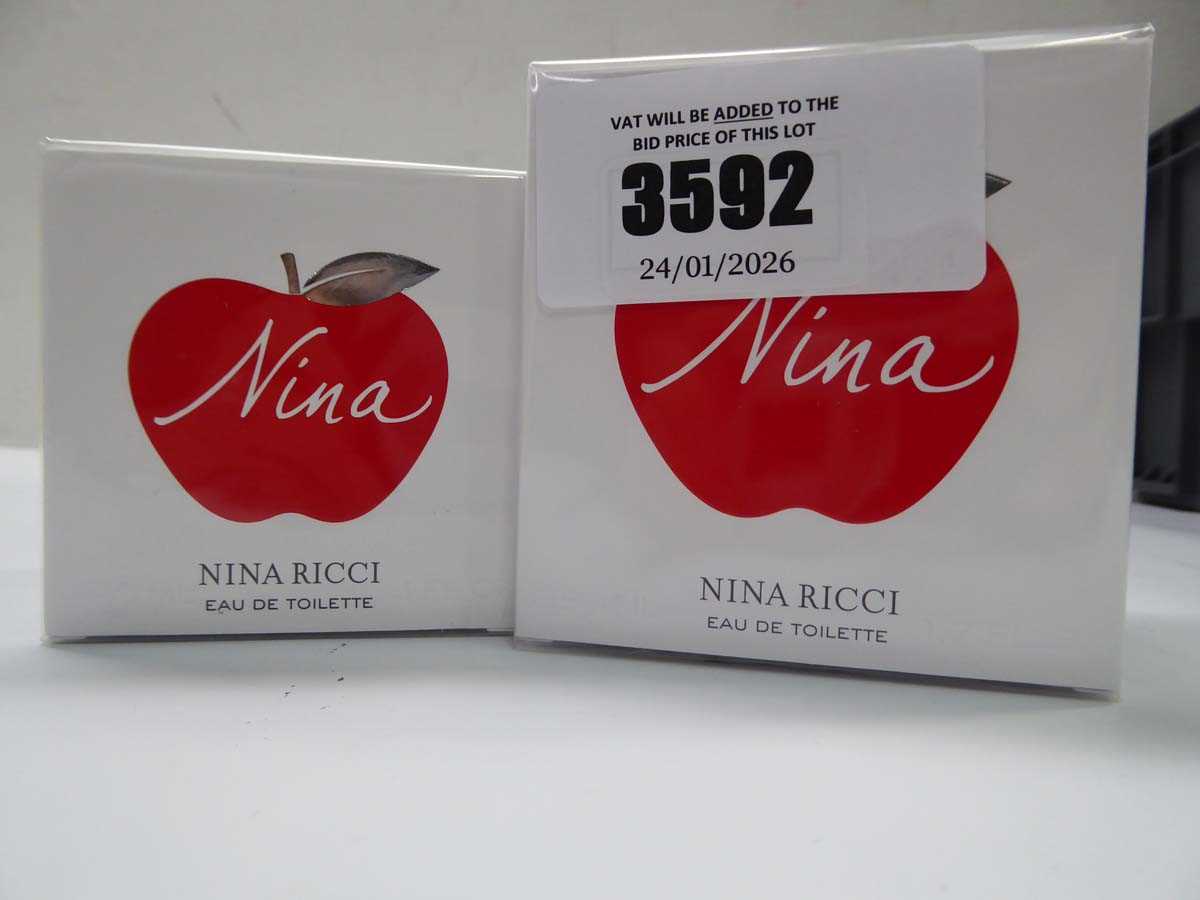 Nina
NINA RICCI
EAU DE TOILETTE
VAT WILL BE ADDED TO THE
BID PRICE OF THIS LOT
3592
24/01/2026
Nina
NINA RICCI
EAU DE TOILETTE